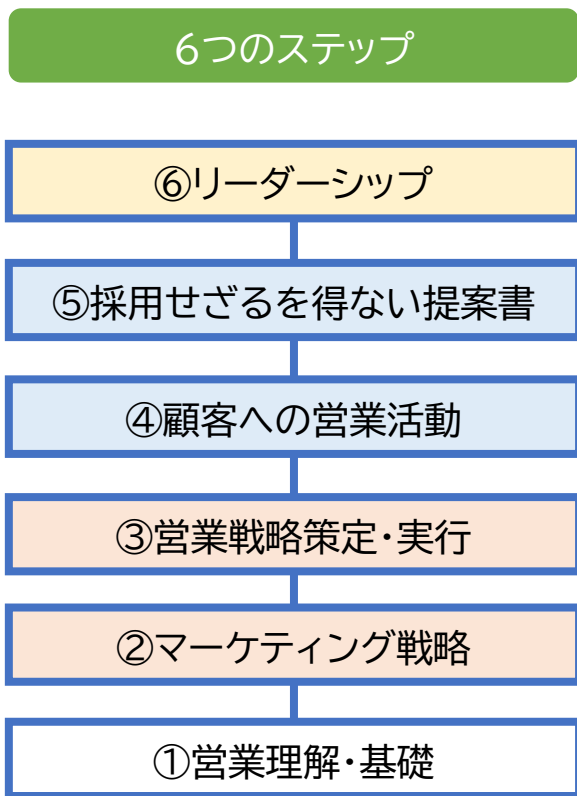 6つのステップ
⑥リーダーシップ
⑤採用せざるを得ない提案書
④顧客への営業活動
③営業戦略策定・実行
②マーケティング戦略
①営業理解・基礎